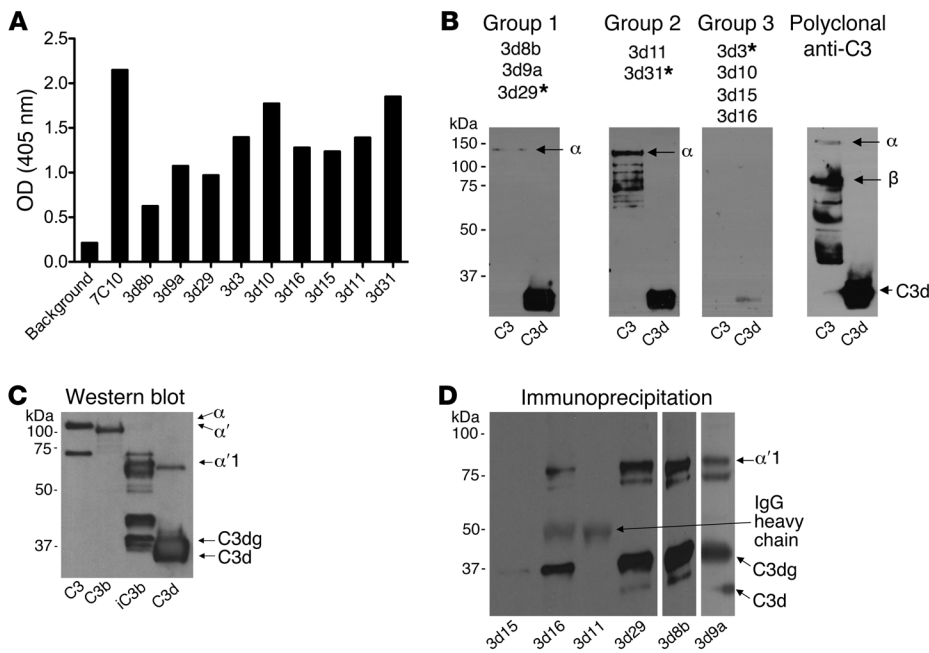 A
OD (405 nm)
2.5
2.0
1.5
1.0
0.5
0.0
Background
7C10
3d8b
3d9a
3d29
3d3
3d10
3d16
3d15
3d11
3d31
B
Group 1
3d8b
3d9a
3d29*
Group 2
3d11
3d31*
Group 3
3d3*
3d10
3d15
3d16
Polyclonal
anti-C3
kDa
150-
100-
75-
50-
37-
α
α
α
β
C3d
C3 C3d
C3 C3d
C3 C3d
C3 C3d
C
Western blot
kDa
100-
75-
50-
37-
α
α′
α′1
C3dg
C3d
C3 C3b iC3b C3d
D
Immunoprecipitation
kDa
100-
75-
50-
37-
α′1
IgG
heavy
chain
C3dg
C3d
3d15 3d16 3d11 3d29 3d8b 3d9a